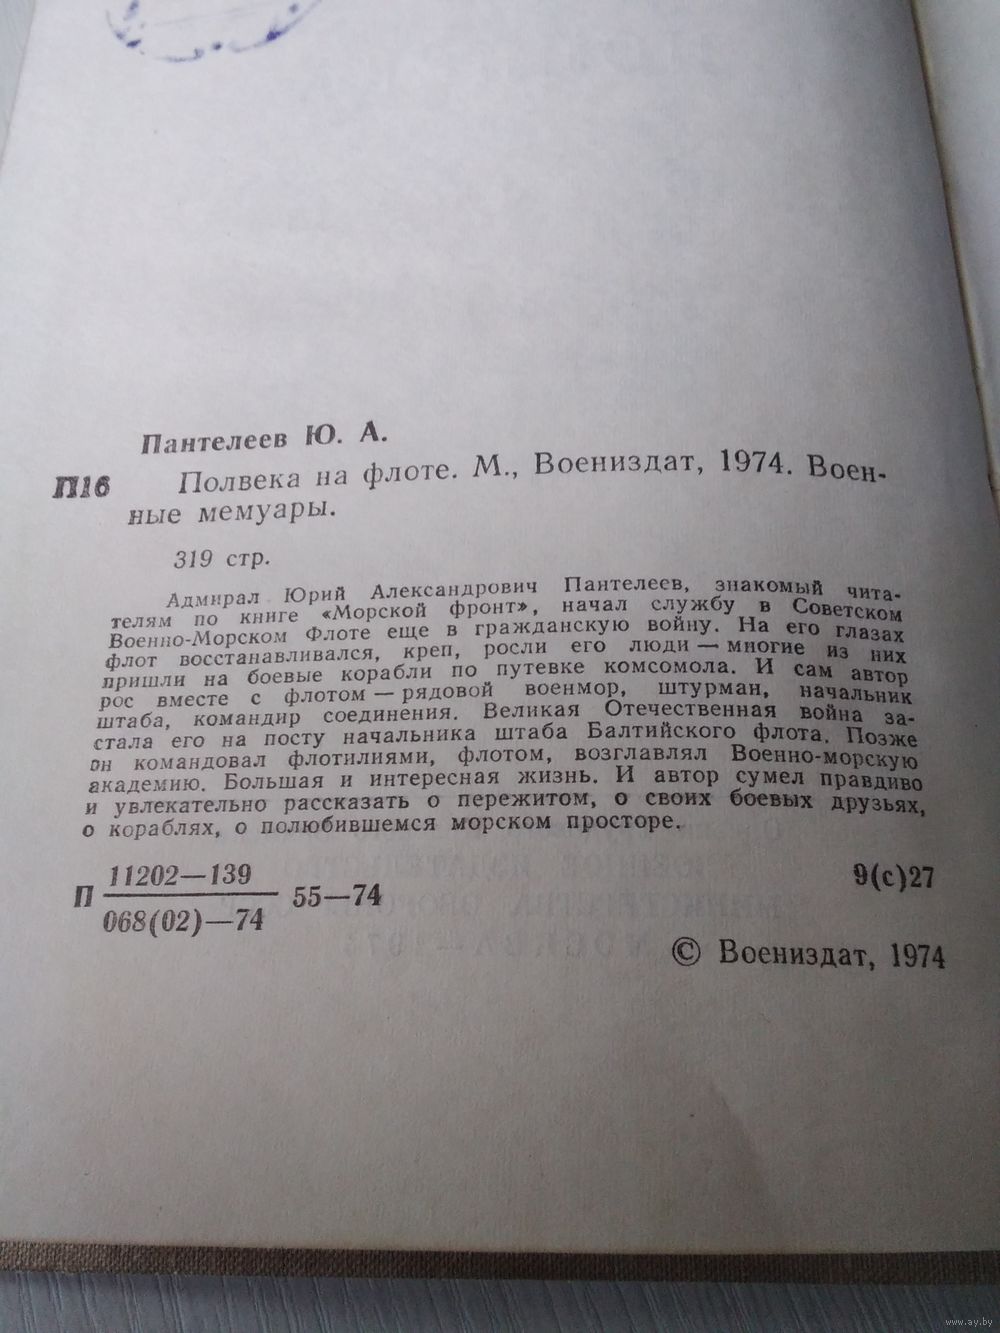 Пантелеев Ю. А.
П16 Полвека на флоте. М., Воениздат, 1974. Воен-
ные мемуары.
319 стр.
Адмирал Юрий Александрович Пантелеев, знакомый чита-
телям по книге «Морской фронт», начал службу в Советском
Военно-Морском Флоте еще в гражданскую войну. На его глазах
флот восстанавливался, креп, росли его люди — многие из них
пришли на боевые корабли по путевке комсомола. И сам автор
рос вместе с флотом — рядовой военмор, штурман, начальник
штаба, командир соединения. Великая Отечественная война за-
стала его на посту начальника штаба Балтийского флота. Позже
он командовал флотилиями, флотом, возглавлял Военно-морскую
академию. Большая и интересная жизнь. И автор сумел правдиво
и увлекательно рассказать о пережитом, о своих боевых друзьях,
о кораблях, о полюбившемся морском просторе.
П 11202—139
068(02)—74 55—74
9(с)27
© Воениздат, 1974
www.ay.by